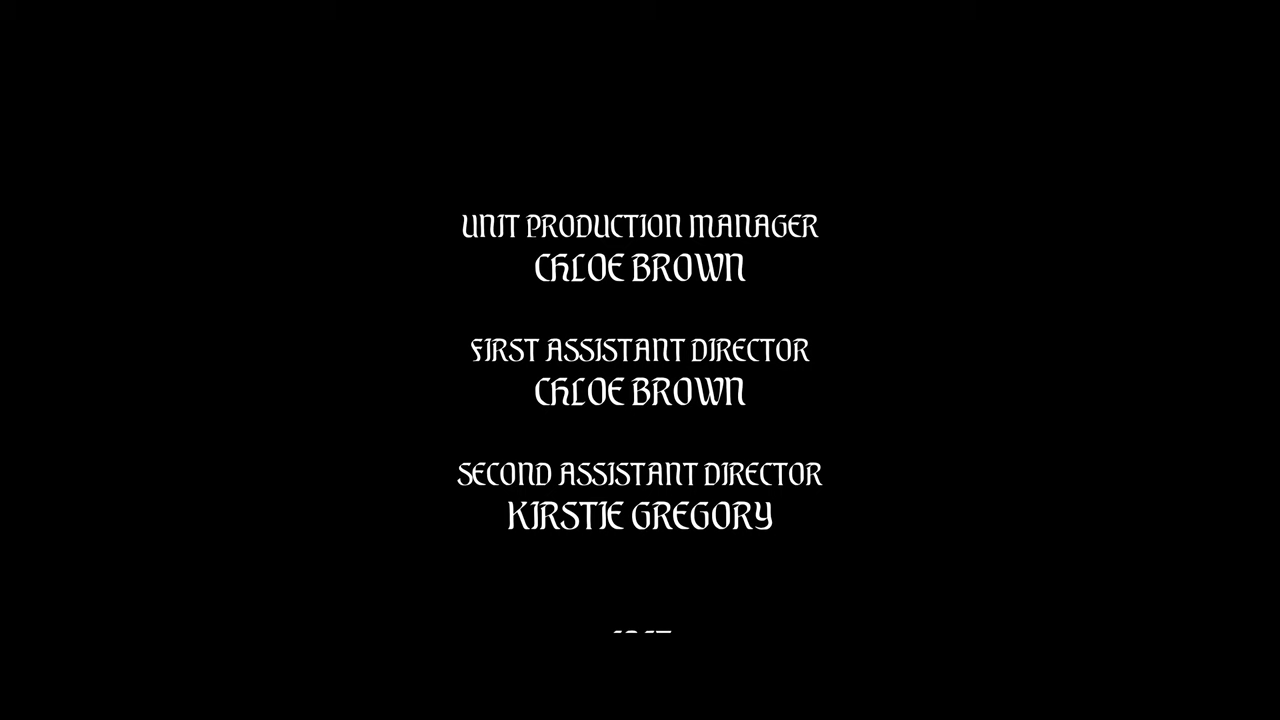 UNIT PRODUCTION MANAGER
CHLOE BROWN
FIRST ASSISTANT DIRECTOR
CHLOE BROWN
SECOND ASSISTANT DIRECTOR
KIRSTIE GREGORY